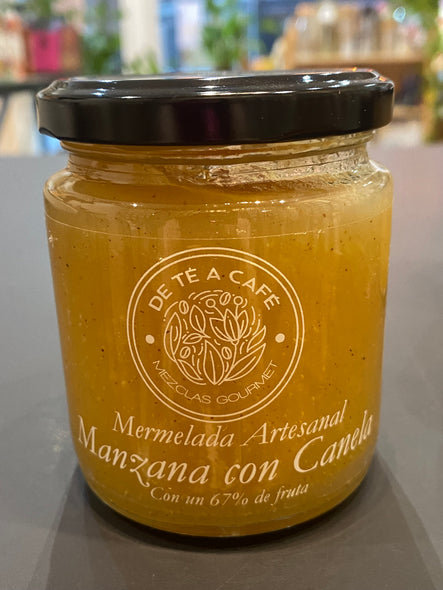 DE TÉ A CAFÉ
MEZCLAS GOURMET
Mermelada Artesanal
Manzana con Canela
Con un 67% de fruta